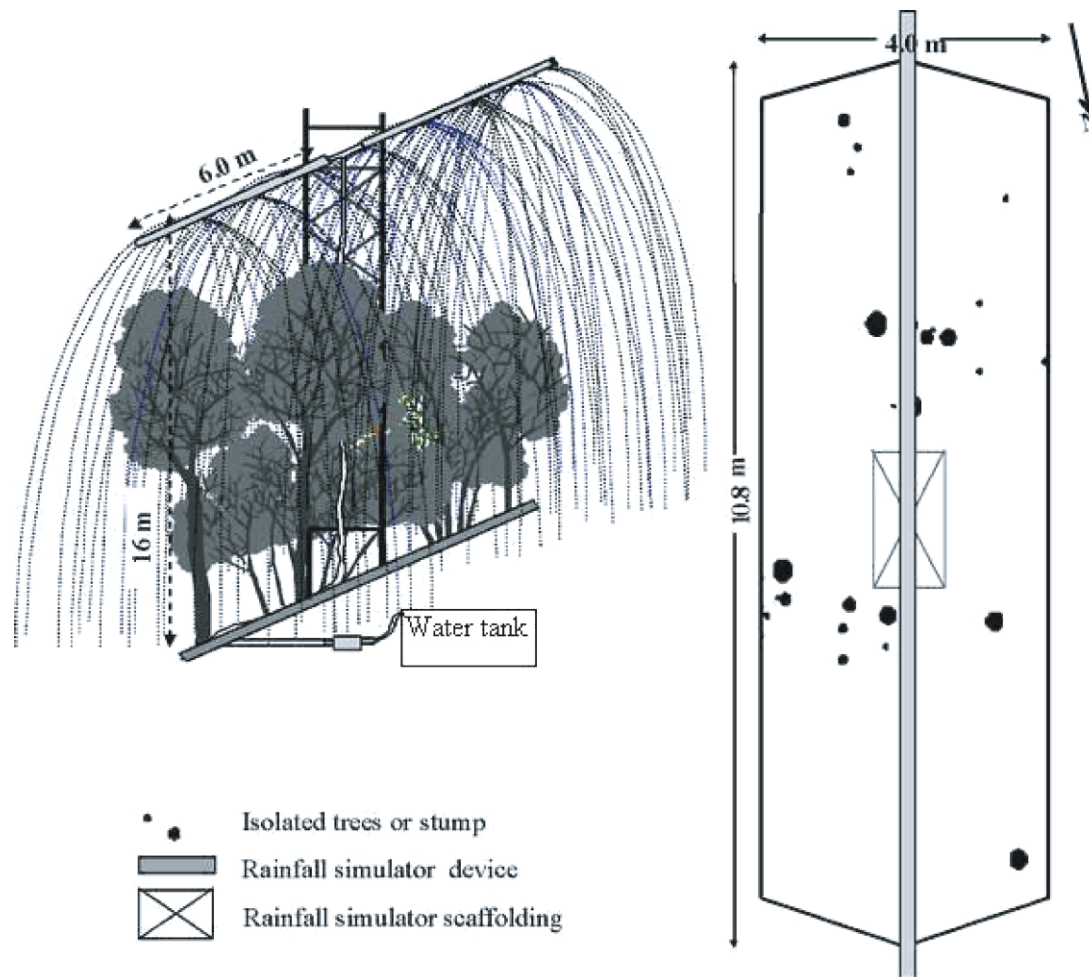 4.0 m
6.0 m
10.8 m
16 m
Water tank
Isolated trees or stump
Rainfall simulator device
Rainfall simulator scaffolding